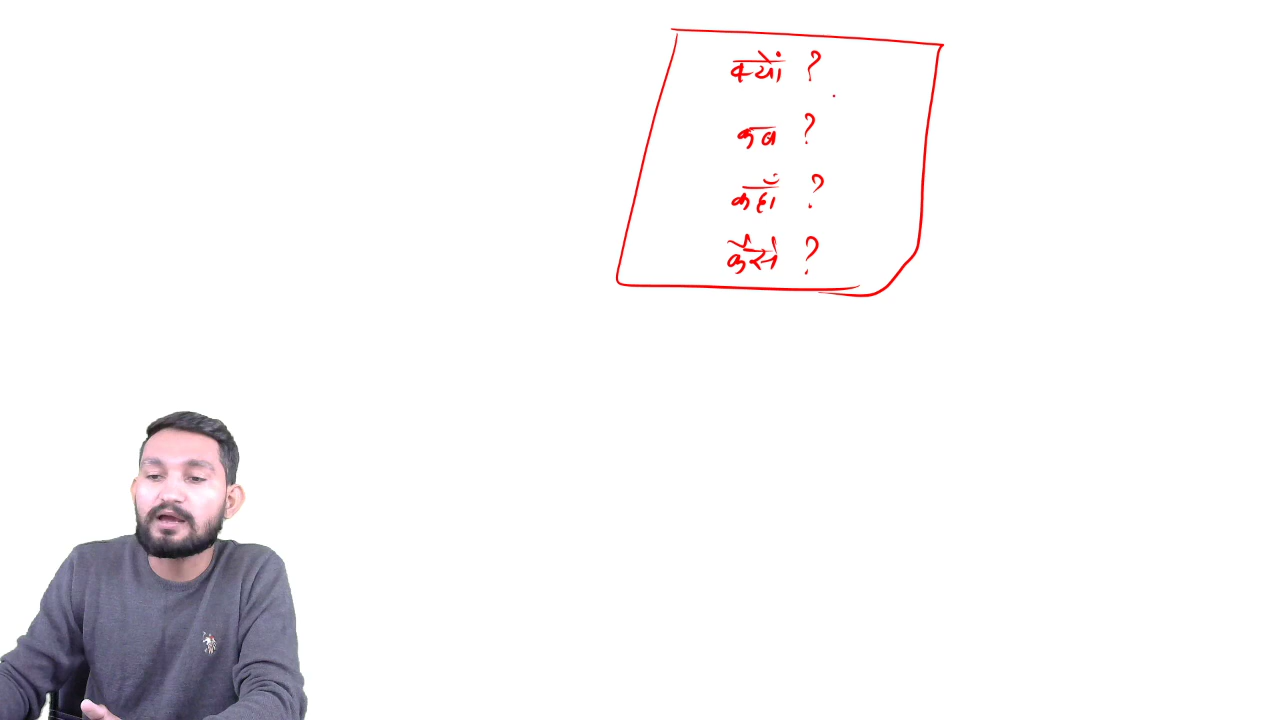 क्यों ?
कब ?
कहाँ ?
कैसे ?